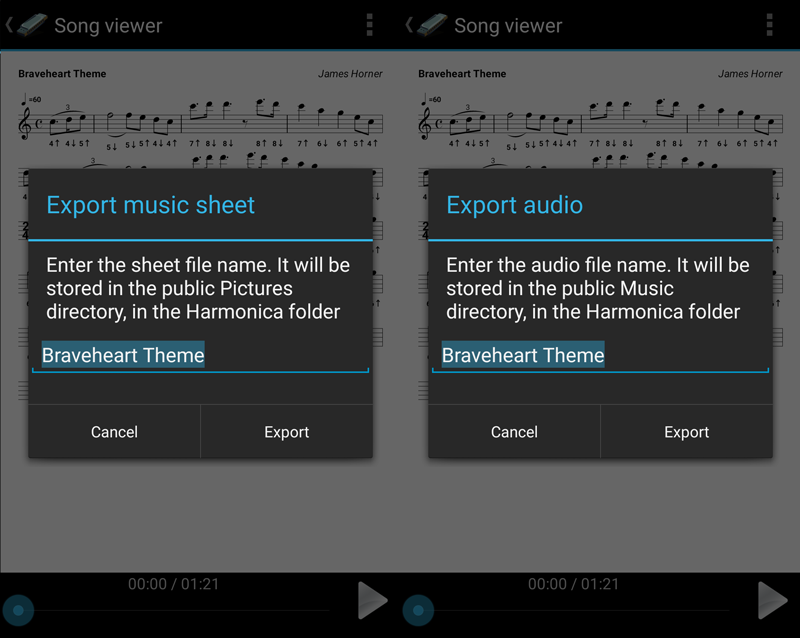 Song viewer
Braveheart Theme
James Horner
=60
3
4↑ 4↓ 5↑ 5↓ 5↓ 5↑ 4↓ 4↑ 7↑ 8↓ 8↓ 8↑ 8↓ 7↑ 6↓ 6↑ 5↑ 4↑
3
Export music sheet
Enter the sheet file name. It will be
stored in the public Pictures
directory, in the Harmonica folder
Braveheart Theme
Cancel
Export
00:00 / 01:21
Song viewer
Braveheart Theme
James Horner
=60
3
4↑ 4↓ 5↑ 5↓ 5↓ 5↑ 4↓ 4↑ 7↑ 8↓ 8↓ 8↑ 8↓ 7↑ 6↓ 6↑ 5↑ 4↑
3
Export audio
Enter the audio file name. It will be
stored in the public Music
directory, in the Harmonica folder
Braveheart Theme
Cancel
Export
00:00 / 01:21